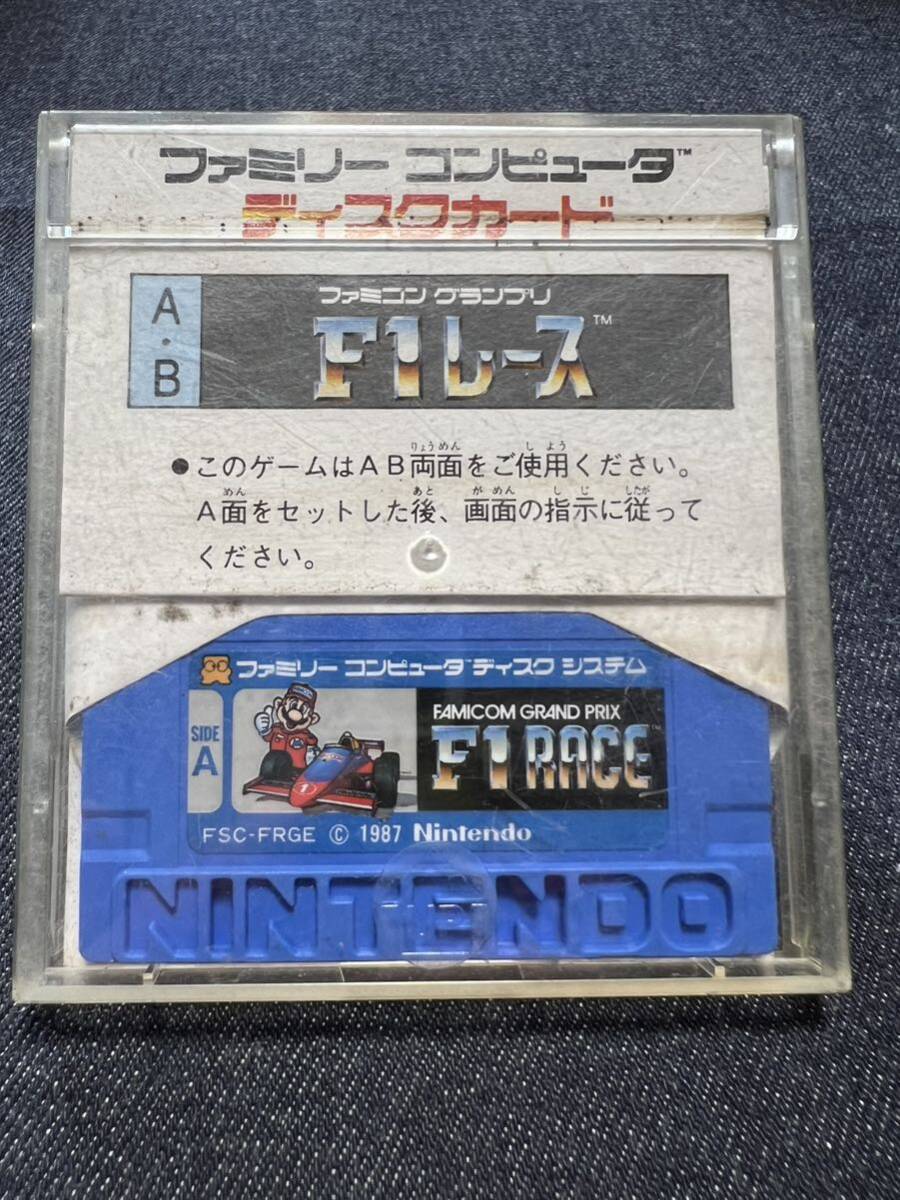 ファミリー コンピュータ™
ディスクカード
A・B
ファミコン グランプリ
F1レース™
●このゲームはAB両面をご使用ください。
A面をセットした後、画面の指示に従って
ください。
ファミリー コンピュータ™ ディスク システム
SIDE
A
FAMICOM GRAND PRIX
F1 RACE™
FSC-FRGE © 1987 Nintendo
NINTENDO